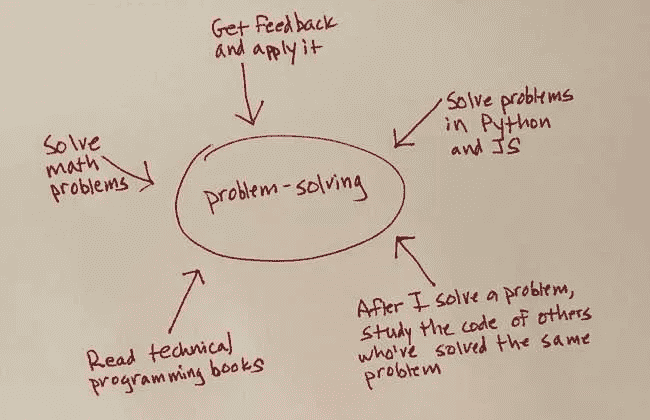 Get feedback
and apply it
Solve problems
in Python
and JS
Solve
math
problems
problem-solving
After I solve a problem,
study the code of others
who've solved the same
problem
Read technical
programming books